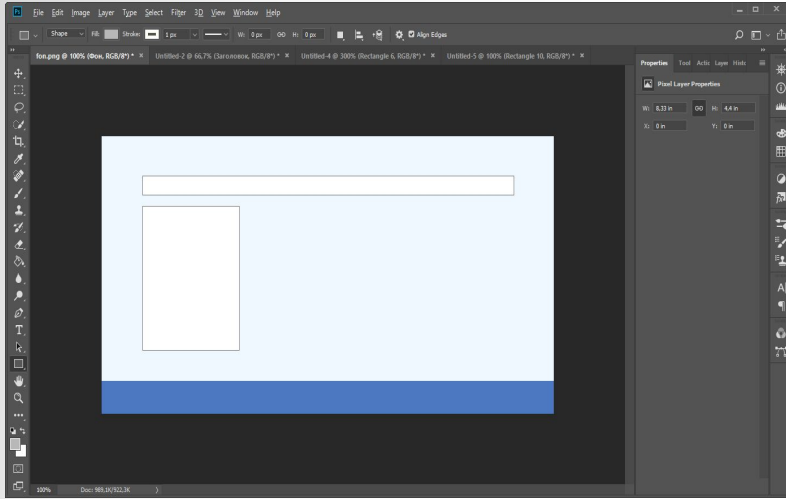 Ps File Edit Image Layer Type Select Filter 3D View Window Help
Shape Fill: Stroke: 1 px W: 0 px H: 0 px Align Edges
fon.png @ 100% (Фон, RGB/8*) * × Untitled-2 @ 66,7% (Заголовок, RGB/8*) * × Untitled-4 @ 300% (Rectangle 6, RGB/8*) * × Untitled-5 @ 100% (Rectangle 10, RGB/8*) * ×
Properties Tool Actic Layer Histo
Pixel Layer Properties
W: 8,33 in H: 4,4 in
X: 0 in Y: 0 in
100% Doc: 989,1K/922,3K